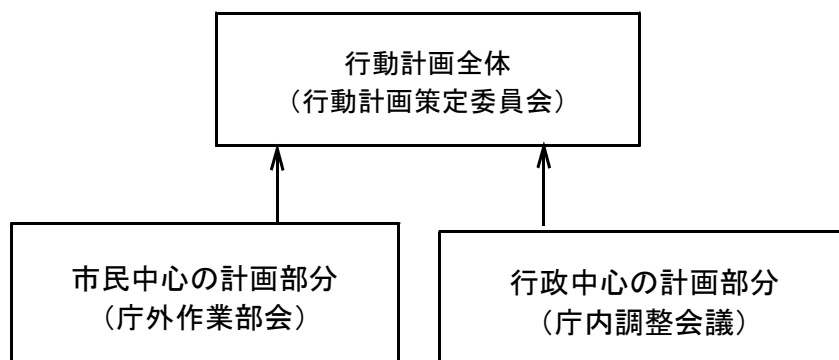 行動計画全体
（行動計画策定委員会）
市民中心の計画部分
（庁外作業部会）
行政中心の計画部分
（庁内調整会議）